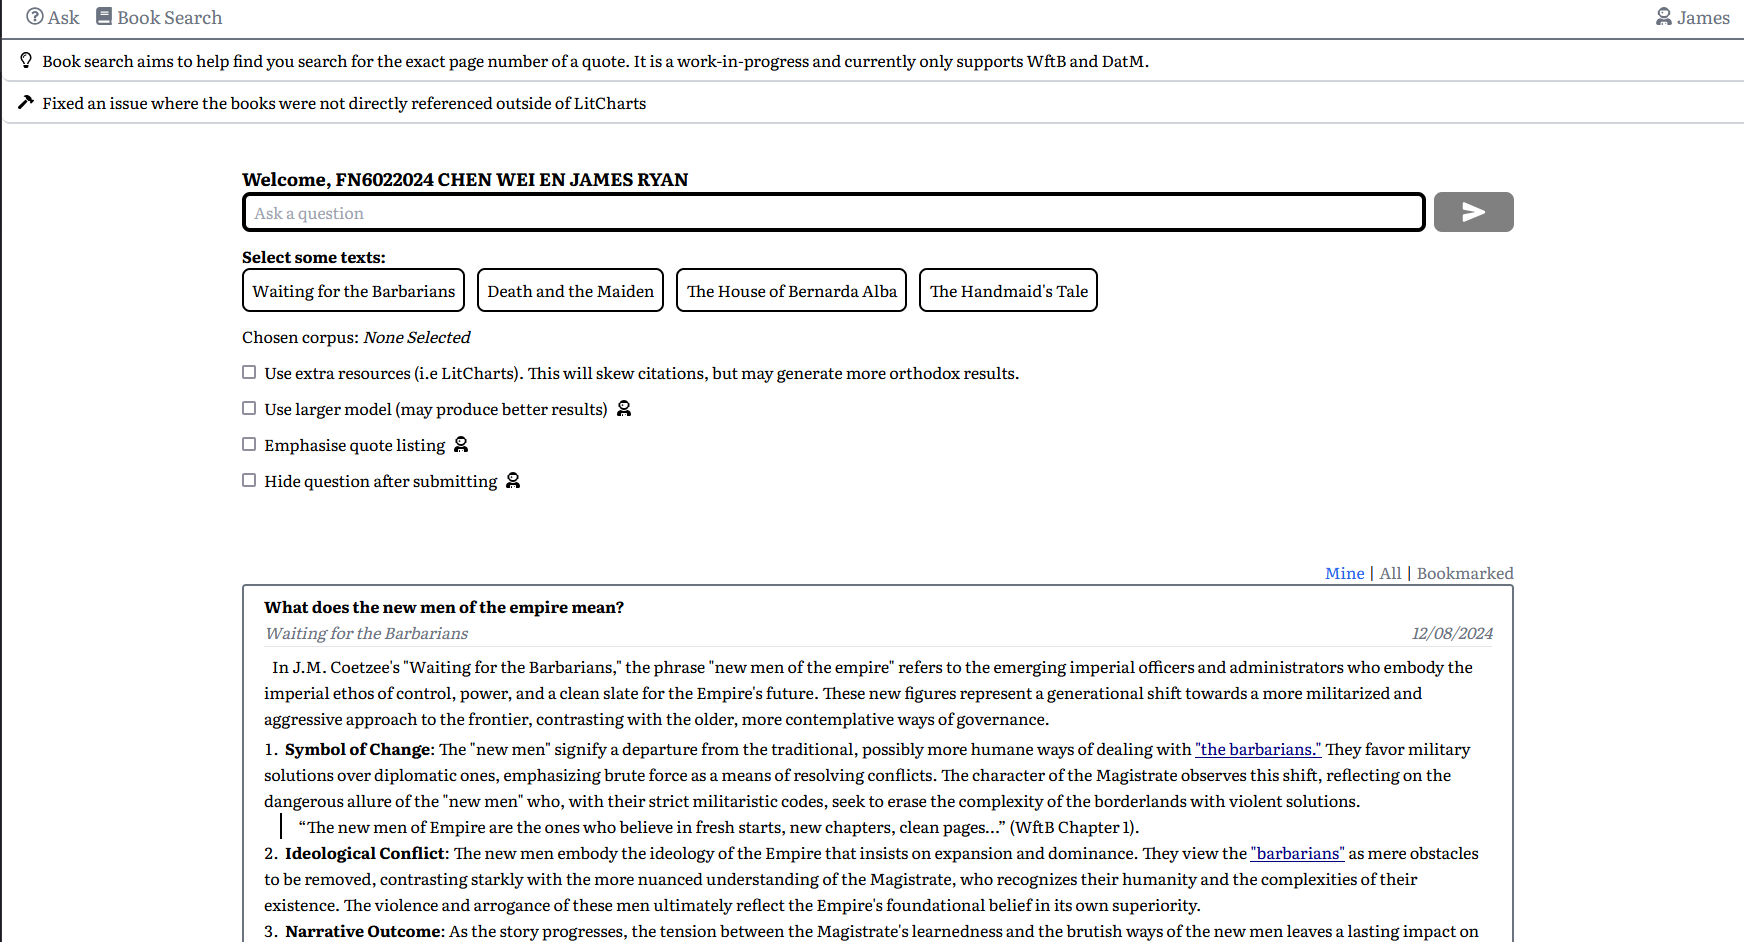 Ask Book Search James
Book search aims to help find you search for the exact page number of a quote. It is a work-in-progress and currently only supports WftB and DatM.
Fixed an issue where the books were not directly referenced outside of LitCharts
Welcome, FN6022024 CHEN WEI EN JAMES RYAN
Ask a question
Select some texts:
Waiting for the Barbarians Death and the Maiden The House of Bernarda Alba The Handmaid's Tale
Chosen corpus: None Selected
Use extra resources (i.e LitCharts). This will skew citations, but may generate more orthodox results.
Use larger model (may produce better results)
Emphasise quote listing
Hide question after submitting
Mine | All | Bookmarked
What does the new men of the empire mean?
Waiting for the Barbarians 12/08/2024
In J.M. Coetzee's "Waiting for the Barbarians," the phrase "new men of the empire" refers to the emerging imperial officers and administrators who embody the
imperial ethos of control, power, and a clean slate for the Empire's future. These new figures represent a generational shift towards a more militarized and
aggressive approach to the frontier, contrasting with the older, more contemplative ways of governance.
1. Symbol of Change: The "new men" signify a departure from the traditional, possibly more humane ways of dealing with "the barbarians." They favor military
solutions over diplomatic ones, emphasizing brute force as a means of resolving conflicts. The character of the Magistrate observes this shift, reflecting on the
dangerous allure of the "new men" who, with their strict militaristic codes, seek to erase the complexity of the borderlands with violent solutions.
“The new men of Empire are the ones who believe in fresh starts, new chapters, clean pages...” (WftB Chapter 1).
2. Ideological Conflict: The new men embody the ideology of the Empire that insists on expansion and dominance. They view the "barbarians" as mere obstacles
to be removed, contrasting starkly with the more nuanced understanding of the Magistrate, who recognizes their humanity and the complexities of their
existence. The violence and arrogance of these men ultimately reflect the Empire's foundational belief in its own superiority.
3. Narrative Outcome: As the story progresses, the tension between the Magistrate's learnedness and the brutish ways of the new men leaves a lasting impact on